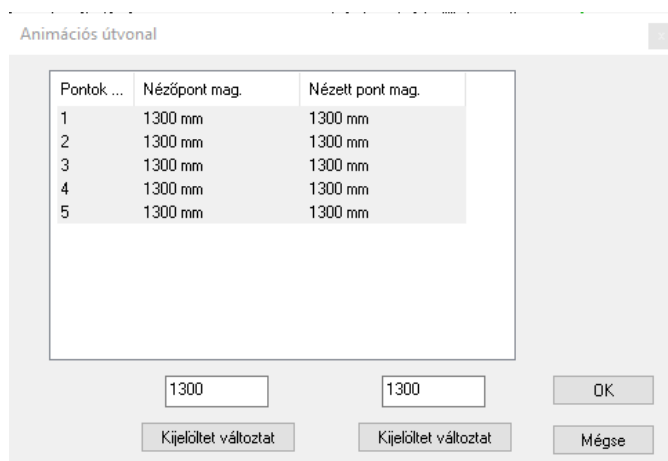 Animációs útvonal
x
Pontok ... Nézőpont mag. Nézett pont mag.
1 1300 mm 1300 mm
2 1300 mm 1300 mm
3 1300 mm 1300 mm
4 1300 mm 1300 mm
5 1300 mm 1300 mm
1300 1300 OK
Kijelöltet változtat Kijelöltet változtat Mégse